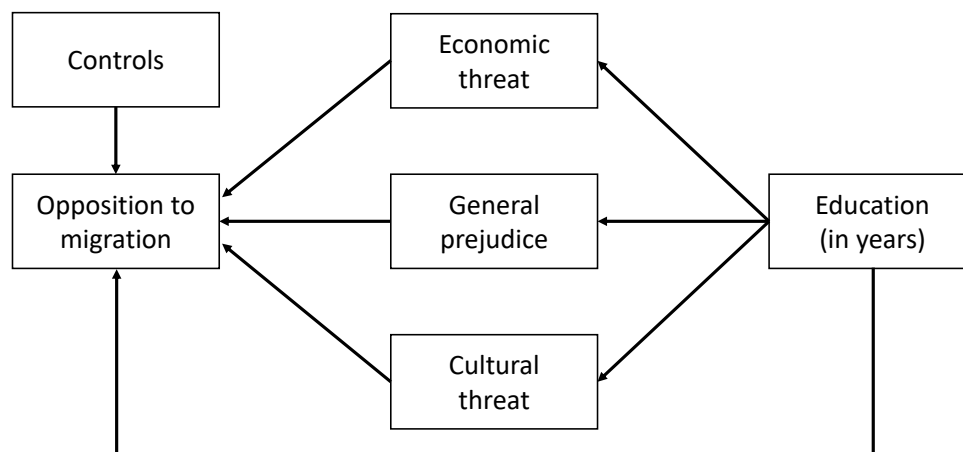 Controls
Economic
threat
Opposition to
migration
General
prejudice
Education
(in years)
Cultural
threat